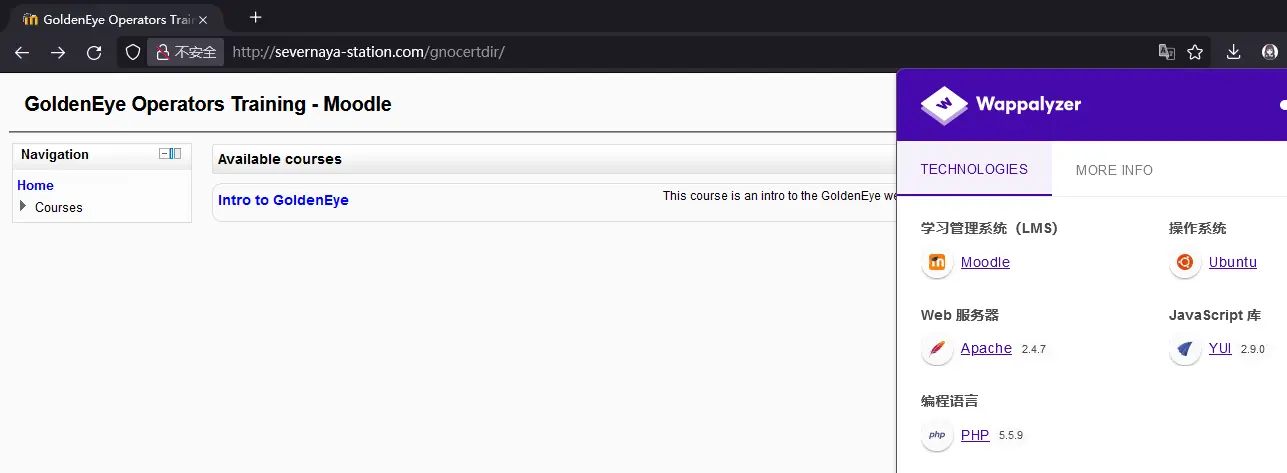 GoldenEye Operators Trai
不安全 http://severnaya-station.com/gnocertdir/
Wappalyzer
GoldenEye Operators Training - Moodle
TECHNOLOGIES MORE INFO
Navigation
Home
Courses
Available courses
Intro to GoldenEye This course is an intro to the GoldenEye we
学习管理系统（LMS） 操作系统
Moodle Ubuntu
Web 服务器 JavaScript 库
Apache 2.4.7 YUI 2.9.0
编程语言
php PHP 5.5.9